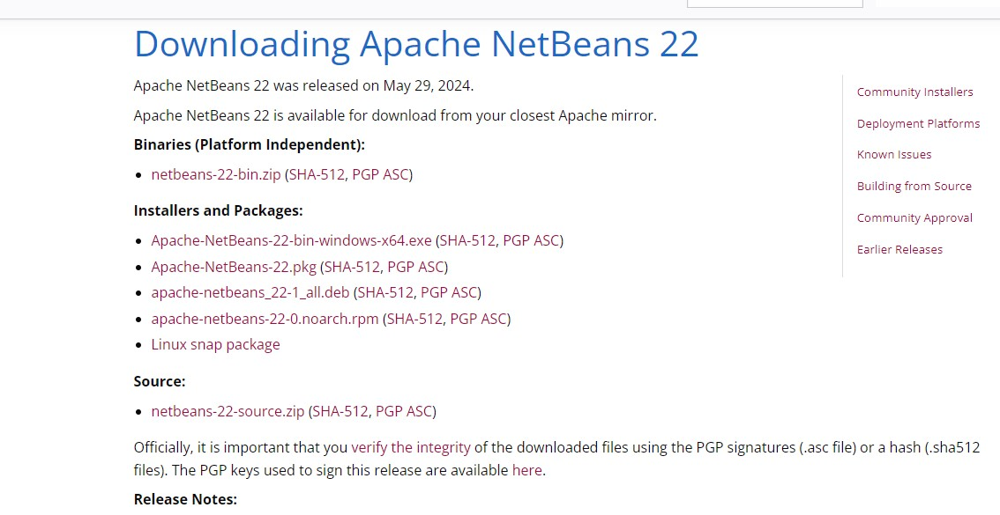 Downloading Apache NetBeans 22
Apache NetBeans 22 was released on May 29, 2024.
Apache NetBeans 22 is available for download from your closest Apache mirror.
Binaries (Platform Independent):
netbeans-22-bin.zip (SHA-512, PGP ASC)
Installers and Packages:
Apache-NetBeans-22-bin-windows-x64.exe (SHA-512, PGP ASC)
Apache-NetBeans-22.pkg (SHA-512, PGP ASC)
apache-netbeans_22-1_all.deb (SHA-512, PGP ASC)
apache-netbeans-22-0.noarch.rpm (SHA-512, PGP ASC)
Linux snap package
Source:
netbeans-22-source.zip (SHA-512, PGP ASC)
Officially, it is important that you verify the integrity of the downloaded files using the PGP signatures (.asc file) or a hash (.sha512
files). The PGP keys used to sign this release are available here.
Release Notes:
Community Installers
Deployment Platforms
Known Issues
Building from Source
Community Approval
Earlier Releases